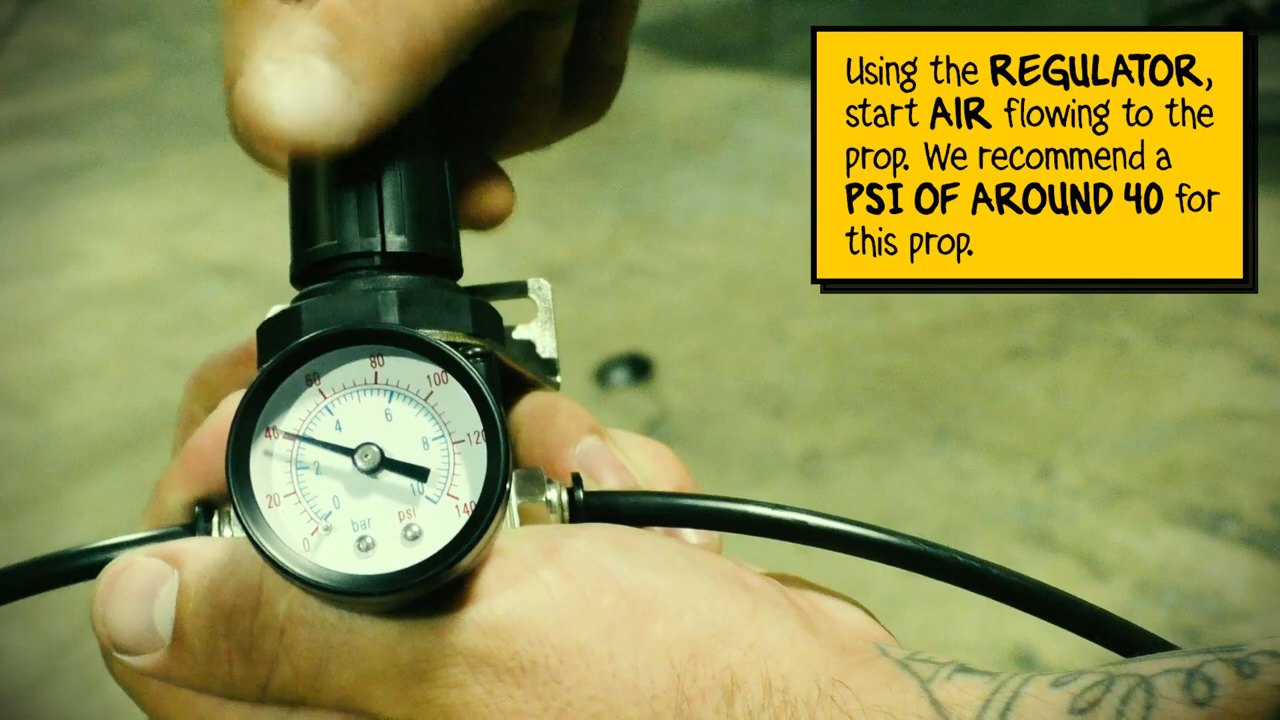 Using the REGULATOR,
start AIR flowing to the
prop. We recommend a
PSI OF AROUND 40 for
this prop.
80
60
100
6
40
4
8
120
2
20
0
10
140
bar
psi
0